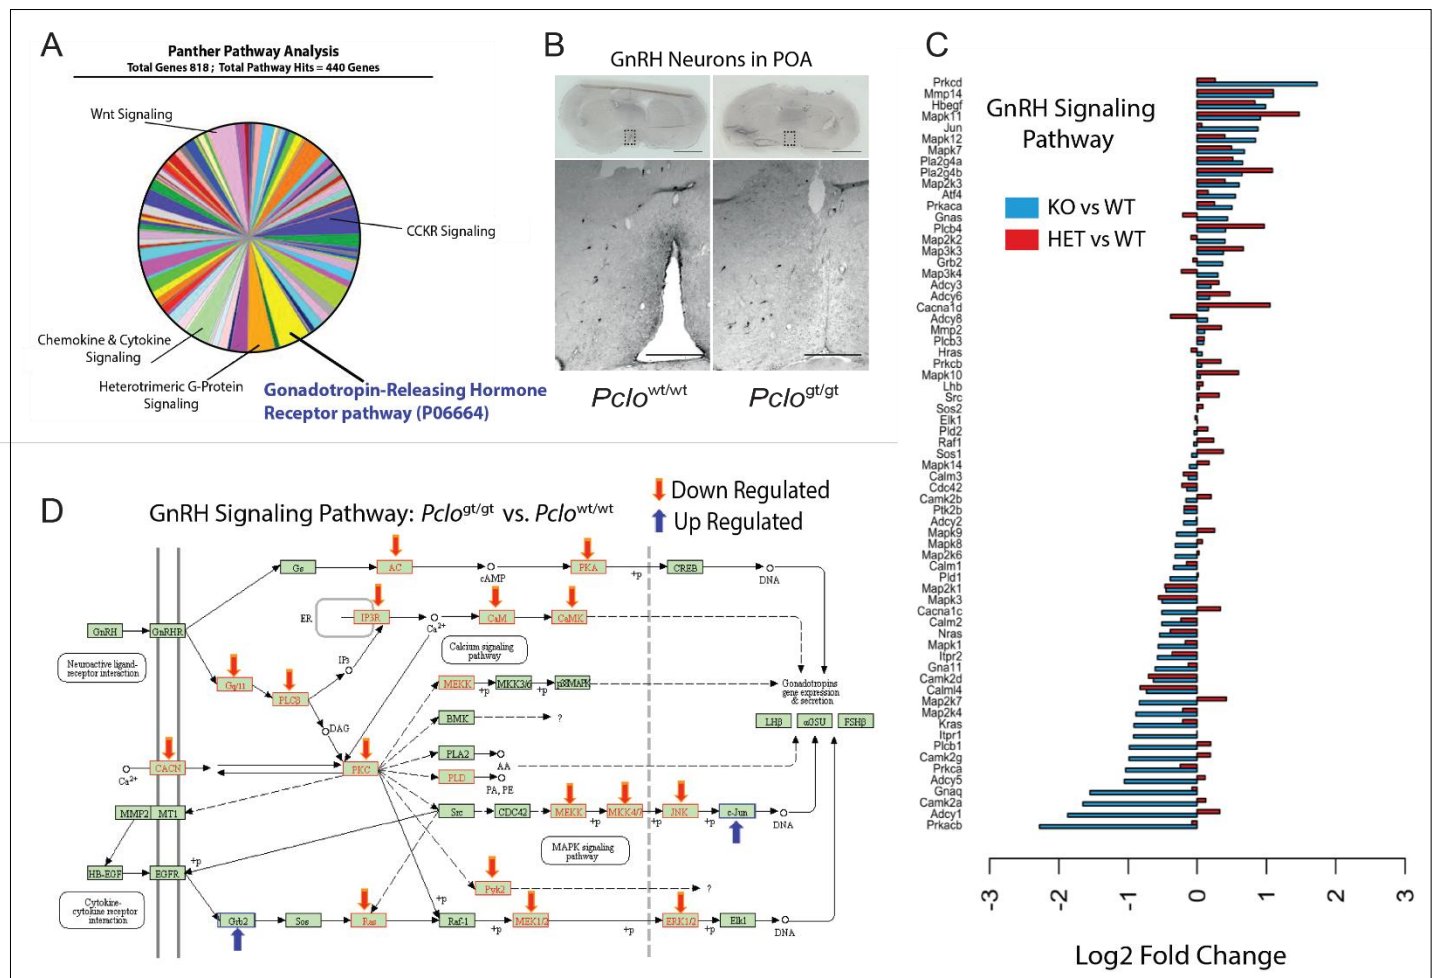 A
Panther Pathway Analysis
Total Genes 818 ; Total Pathway Hits = 440 Genes
Wnt Signaling
CCKR Signaling
Chemokine & Cytokine
Signaling
Heterotrimeric G-Protein
Signaling
Gonadotropin-Releasing Hormone
Receptor pathway (P06664)
B
GnRH Neurons in POA
Pclowt/wt
Pclogt/gt
C
GnRH Signaling
Pathway
KO vs WT
HET vs WT
Prkcd
Mmp14
Hbegf
Mapk11
Jun
Mapk12
Mapk7
Pla2g4a
Pla2g4b
Map2k3
Atf4
Prkaca
Gnas
Plcb4
Map2k2
Map3k3
Grb2
Map3k4
Adcy3
Adcy6
Cacna1d
Adcy8
Mmp2
Plcb3
Hras
Prkcb
Mapk10
Lhb
Src
Sos2
Elk1
Pld2
Raf1
Sos1
Mapk14
Calm3
Cdc42
Camk2b
Ptk2b
Adcy2
Mapk9
Mapk8
Map2k6
Calm1
Pld1
Map2k1
Mapk3
Cacna1c
Calm2
Nras
Mapk1
Itpr2
Gna11
Camk2d
Calml4
Map2k7
Map2k4
Kras
Itpr1
Plcb1
Camk2g
Prkca
Adcy5
Gnaq
Camk2a
Adcy1
Prkacb
-3 -2 -1 0 1 2 3
Log2 Fold Change
D
GnRH Signaling Pathway: Pclogt/gt vs. Pclowt/wt
Down Regulated
Up Regulated
Gs AC cAMP PKA +p CREB DNA
ER IP3R Ca2+ CaM CaMK
GnRH GnRHR
Calcium signaling
pathway
Neuroactive ligand-
receptor interaction
IP3
Gq/11 PLCβ MEKK +p MKK3/6 +p p38MAPK
Gonadotropins
gene expression
& secretion
BMK ?
LHβ αGSU FSHβ
DAG
PLA2 AA
Ca2+ CACN PKC PLD PA, PE
MMP2 MT1 Src CDC42 MEKK +p MKK4/7 +p JNK +p c-Jun DNA
MAPK signaling
pathway
HB-EGF EGFR +p
Pyk2 ?
Cytokine-
cytokine receptor
interaction
+p
Grb2 Sos Ras Raf-1 +p MEK1/2 +p ERK1/2 +p Elk1 DNA